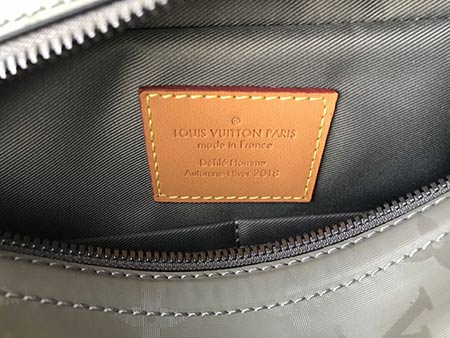 ®
LOUIS VUITTON PARIS
made in France
Défilé Homme
Automne-Hiver 2018